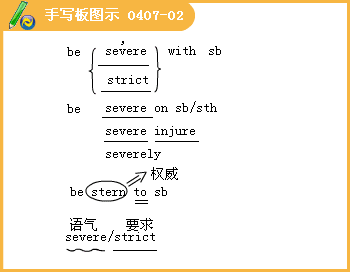 手写板图示 0407-02
be severe with sb
strict
be severe on sb/sth
severe injure
severely
权威
be stern to sb
语气 要求
severe/strict